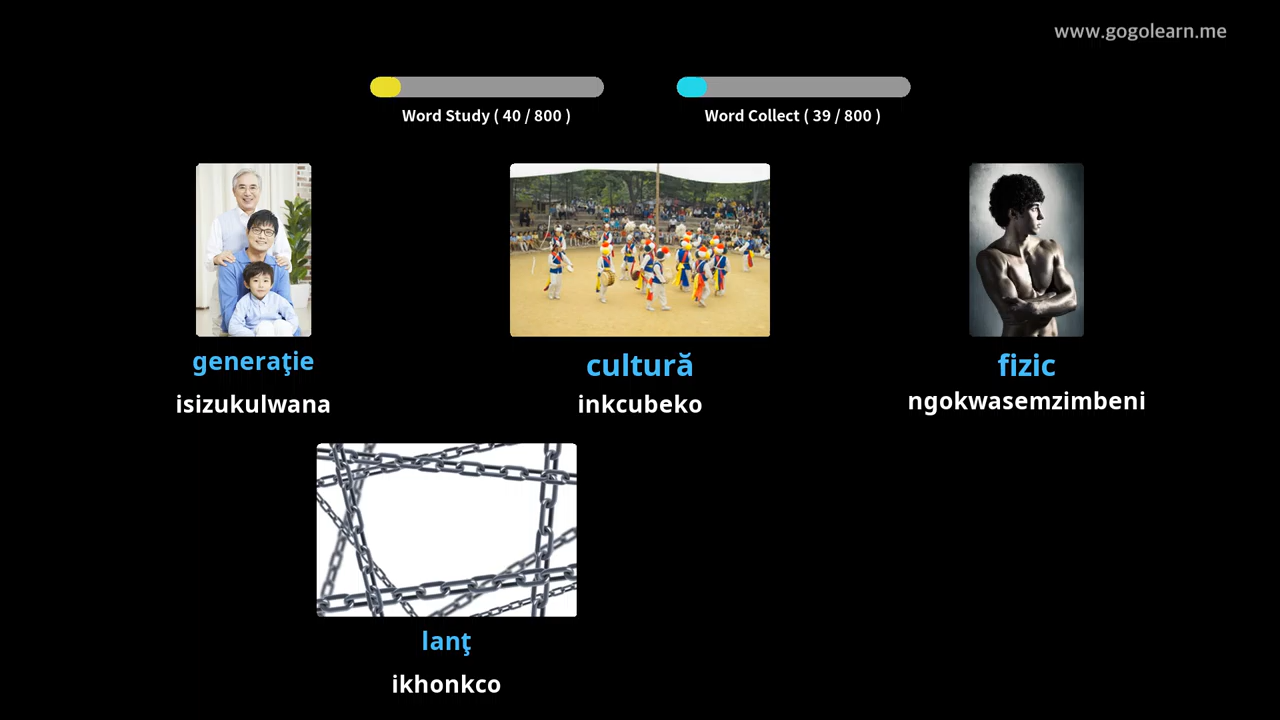 www.gogolearn.me
Word Study ( 40 / 800 )
Word Collect ( 39 / 800 )
generaţie
cultură
fizic
isizukulwana
inkcubeko
ngokwasemzimbeni
lanţ
ikhonkco